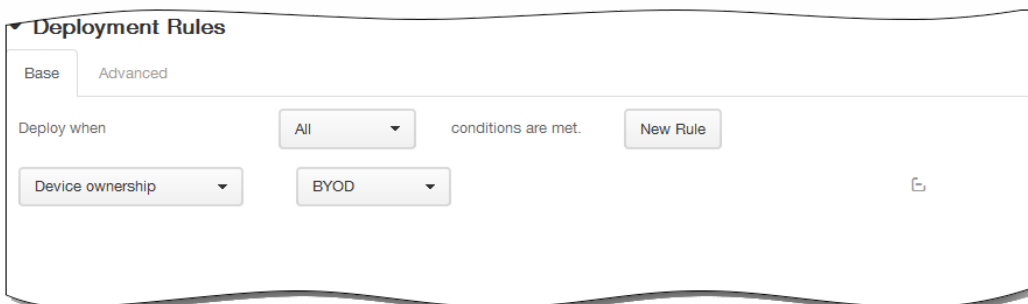 Deployment Rules
Base Advanced
Deploy when All conditions are met. New Rule
Device ownership BYOD